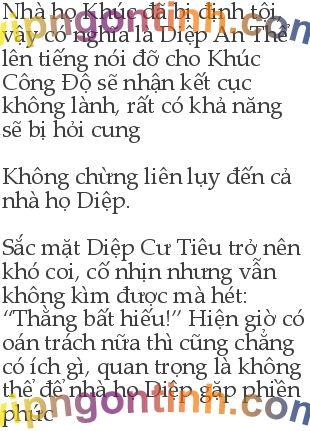 Nhà họ Khúc đã bị định tội,
vậy có nghĩa là Diệp An Thế
lên tiếng nói đỡ cho Khúc
Công Độ sẽ nhận kết cục
không lành, rất có khả năng
sẽ bị hỏi cung
Không chừng liên lụy đến cả
nhà họ Diệp.
Sắc mặt Diệp Cư Tiêu trở nên
khó coi, cố nhịn nhưng vẫn
không kìm được mà hét:
“Thằng bất hiếu!” Hiện giờ có
oán trách nữa thì cũng chẳng
có ích gì, quan trọng là không
thể để nhà họ Diệp gặp phiền
phức
vipngontinh.com
vipngontinh.com